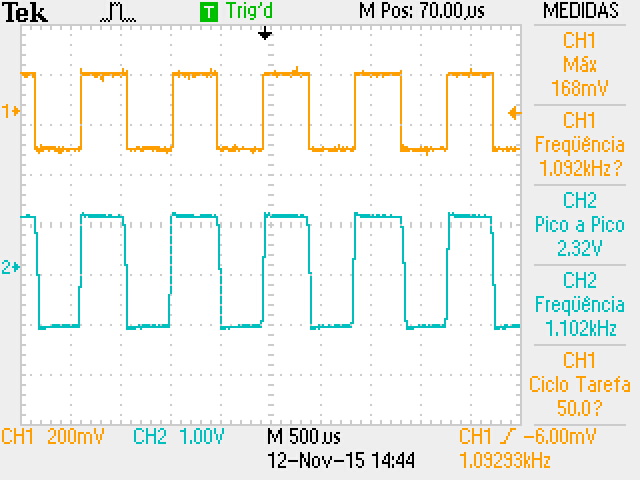 Tek T Trig'd M Pos: 70.00µs MEDIDAS
CH1
Máx
168mV
CH1
Freqüência
1.092kHz?
CH2
Pico a Pico
2.32V
CH2
Freqüência
1.102kHz
CH1
Ciclo Tarefa
50.0?
1
2
CH1 200mV CH2 1.00V M 500µs CH1 -6.00mV
12-Nov-15 14:44 1.09293kHz